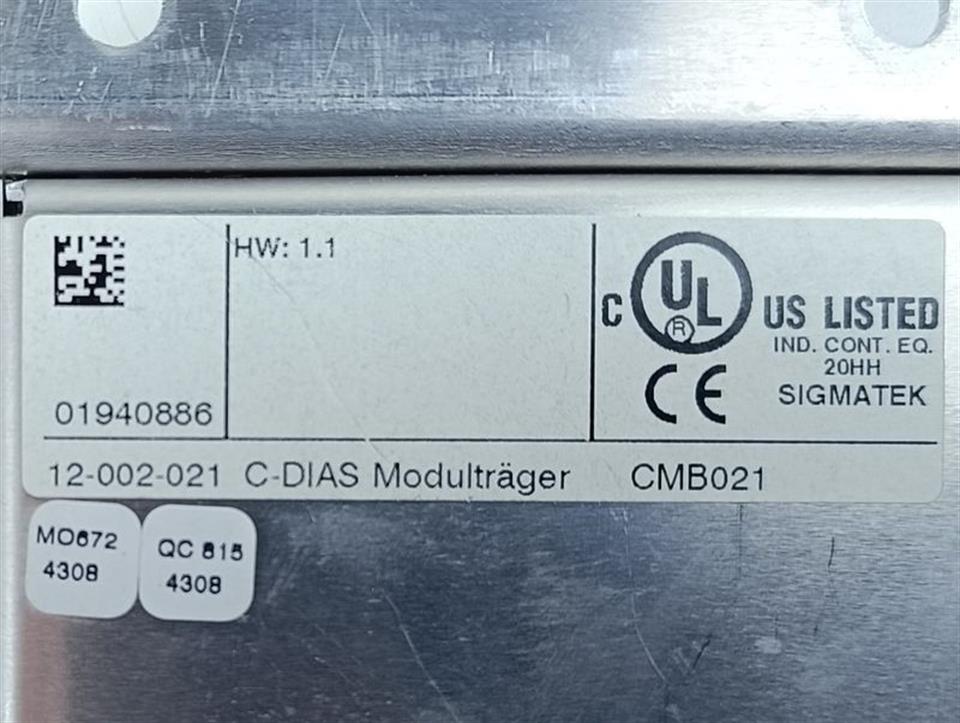 HW: 1.1
01940886
C UL ® US LISTED
IND. CONT. EQ.
20HH
CE
SIGMATEK
12-002-021 C-DIAS Modulträger CMB021
MO672
4308
QC 815
4308